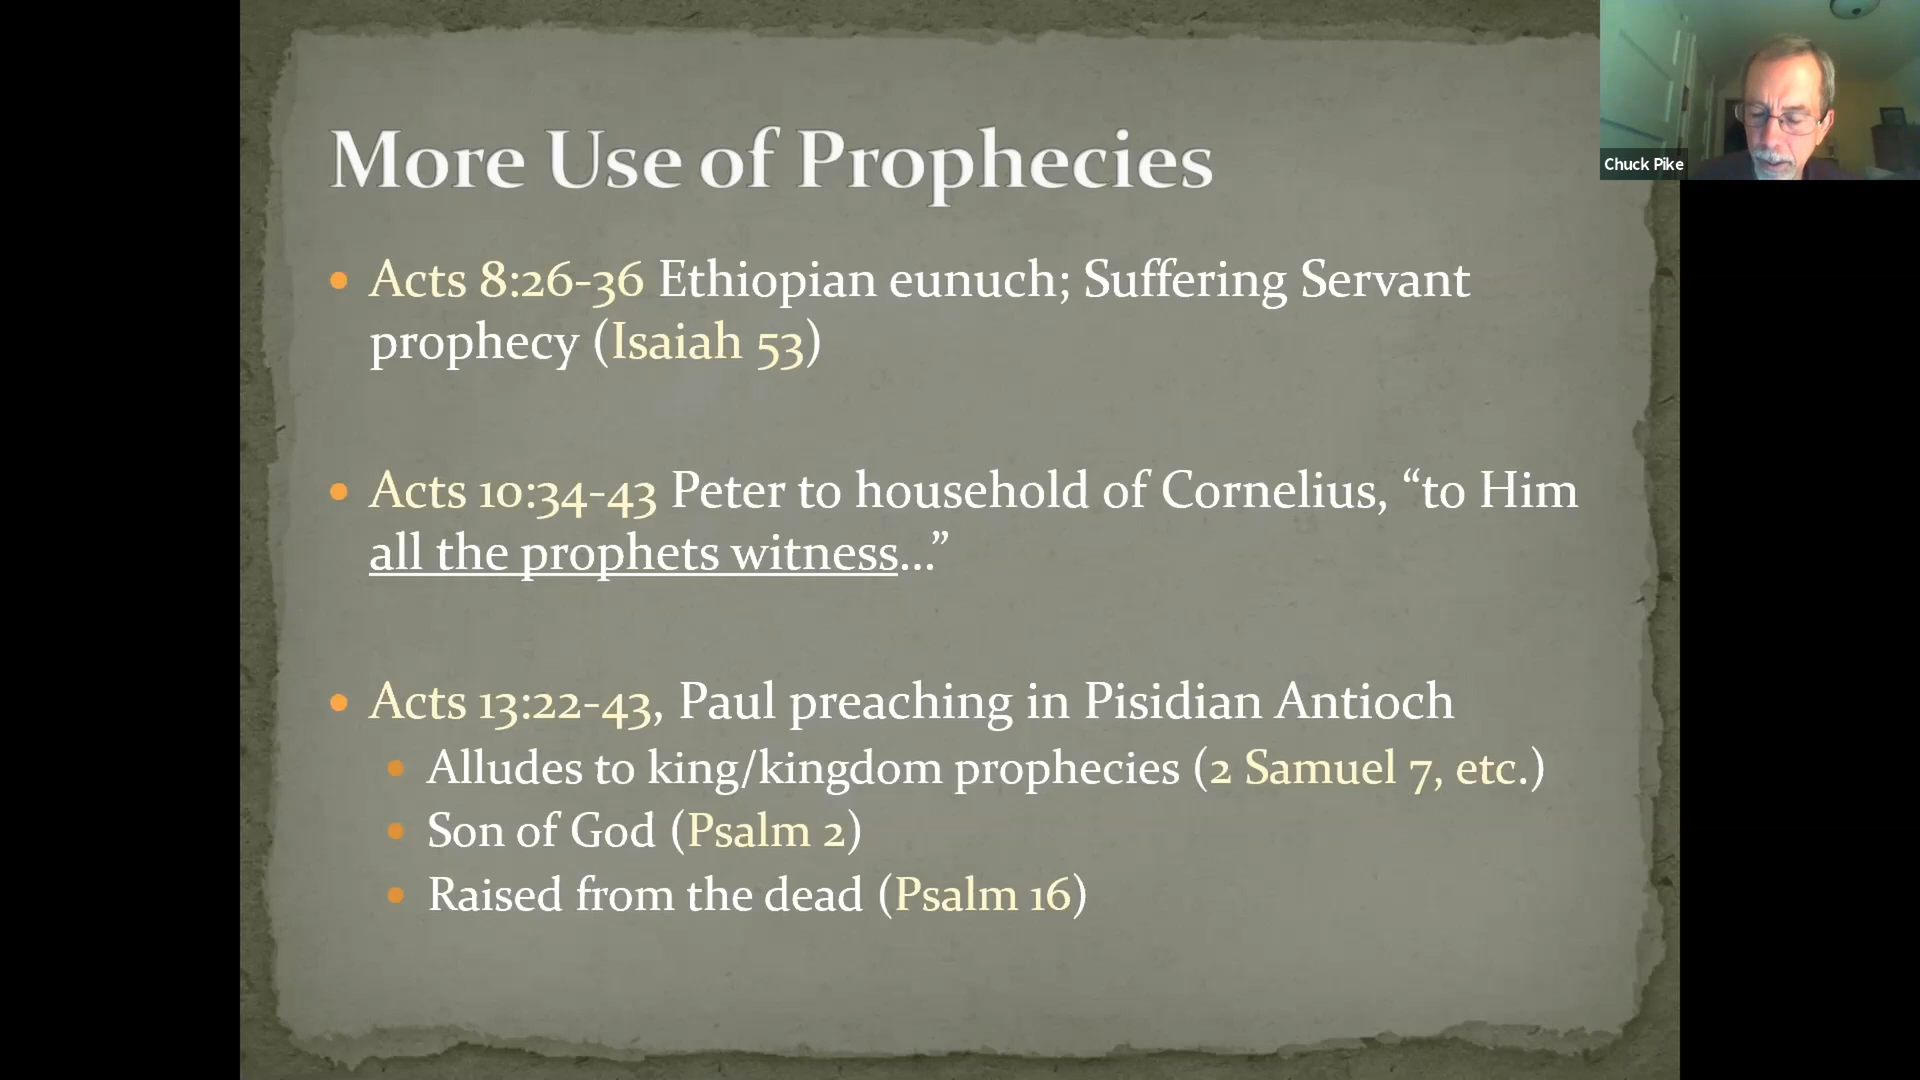 More Use of Prophecies
Chuck Pike
• Acts 8:26-36 Ethiopian eunuch; Suffering Servant
prophecy (Isaiah 53)
• Acts 10:34-43 Peter to household of Cornelius, “to Him
all the prophets witness…”
• Acts 13:22-43, Paul preaching in Pisidian Antioch
• Alludes to king/kingdom prophecies (2 Samuel 7, etc.)
• Son of God (Psalm 2)
• Raised from the dead (Psalm 16)